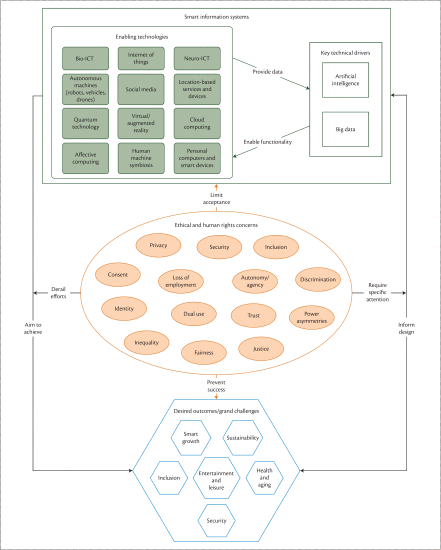 Smart information systems
Enabling technologies
Bio-ICT
Internet of
things
Neuro-ICT
Autonomous
machines
(robots, vehicles,
drones)
Social media
Location-based
services and
devices
Quantum
technology
Virtual/
augmented
reality
Cloud
computing
Affective
computing
Human
machine
symbiosis
Personal
computers and
smart devices
Provide data
Enable functionality
Key technical drivers
Artificial
intelligence
Big data
Limit
acceptance
Ethical and human rights concerns
Privacy
Security
Inclusion
Consent
Loss of
employment
Autonomy/
agency
Discrimination
Identity
Dual use
Trust
Power
asymmetries
Inequality
Fairness
Justice
Derail
efforts
Require
specific
attention
Aim to
achieve
Inform
design
Prevent
success
Desired outcomes/grand challenges
Smart
growth
Sustainability
Inclusion
Entertainment
and
leisure
Health
and
aging
Security